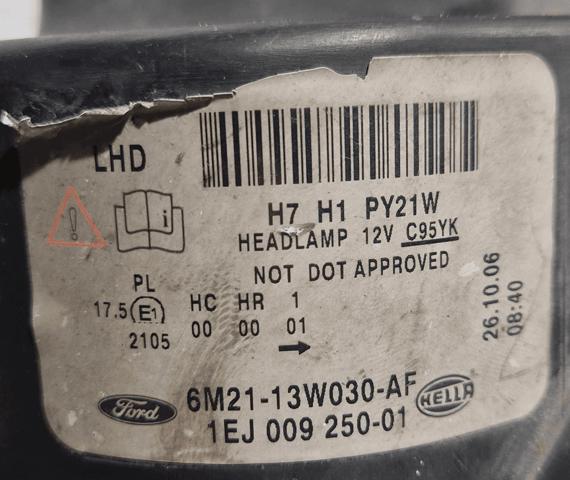 LHD
H7 H1 PY21W
HEADLAMP 12V C95YK
NOT DOT APPROVED
PL
17.5 E1
2105
HC HR 1
00 00 01
26.10.06
08:40
Ford
6M21-13W030-AF
HELLA
1EJ 009 250-01